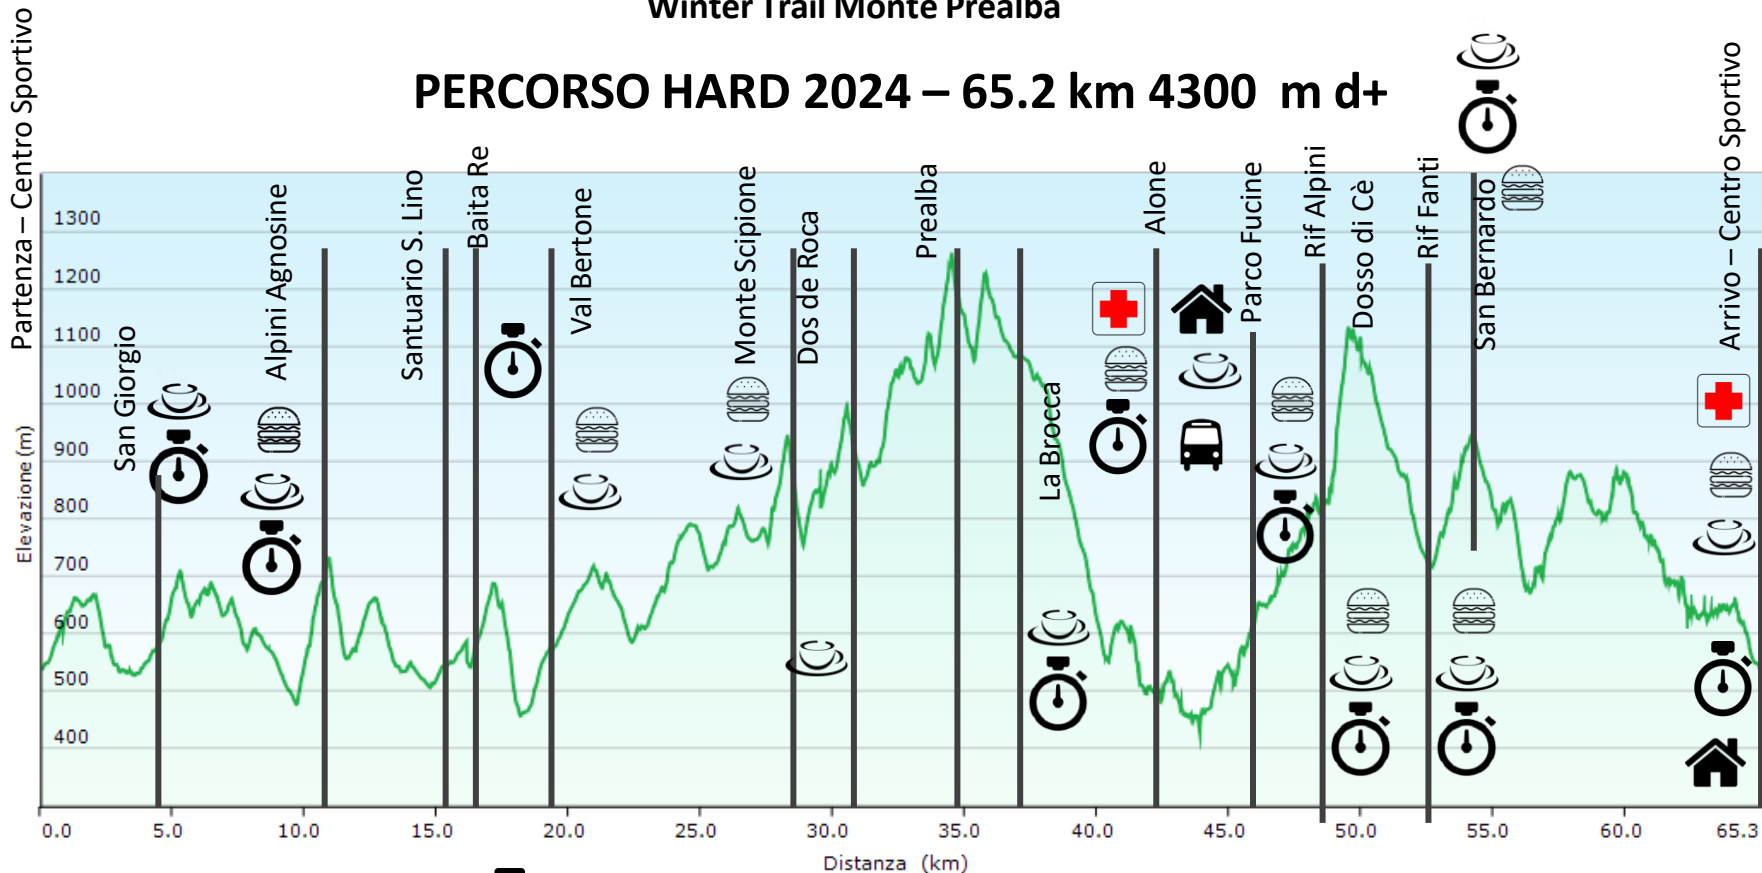 Winter Trail Monte Prealba
PERCORSO HARD 2024 – 65.2 km 4300 m d+
Partenza – Centro Sportivo
San Giorgio
Alpini Agnosine
Santuario S. Lino
Baita Re
Val Bertone
Monte Scipione
Dos de Roca
Prealba
La Brocca
Alone
Parco Fucine
Rif Alpini
Dosso di Cè
Rif Fanti
San Bernardo
Arrivo – Centro Sportivo
Elevazione (m)
1300
1200
1100
1000
900
800
700
600
500
400
0.0 5.0 10.0 15.0 20.0 25.0 30.0 35.0 40.0 45.0 50.0 55.0 60.0 65.3
Distanza (km)